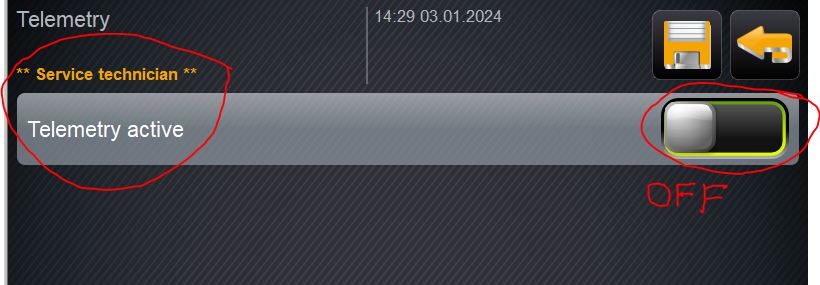 Telemetry
14:29 03.01.2024
** Service technician **
Telemetry active
OFF